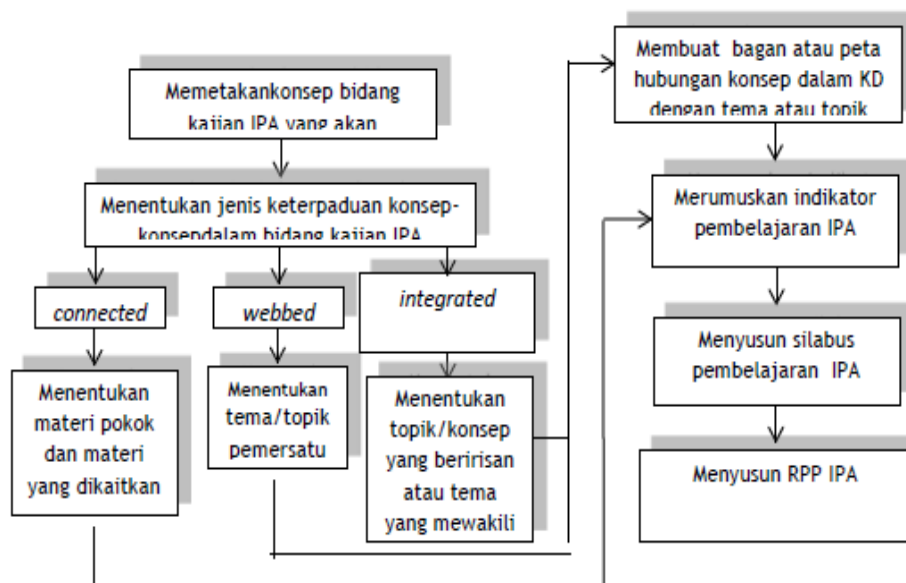 Memetakankonsep bidang
kajian IPA yang akan
Menentukan jenis keterpaduan konsep-
konsepdalam bidang kajian IPA
connected
webbed
integrated
Menentukan
materi pokok
dan materi
yang dikaitkan
Menentukan
tema/topik
pemersatu
Menentukan
topik/konsep
yang beririsan
atau tema
yang mewakili
Membuat bagan atau peta
hubungan konsep dalam KD
dengan tema atau topik
Merumuskan indikator
pembelajaran IPA
Menyusun silabus
pembelajaran IPA
Menyusun RPP IPA